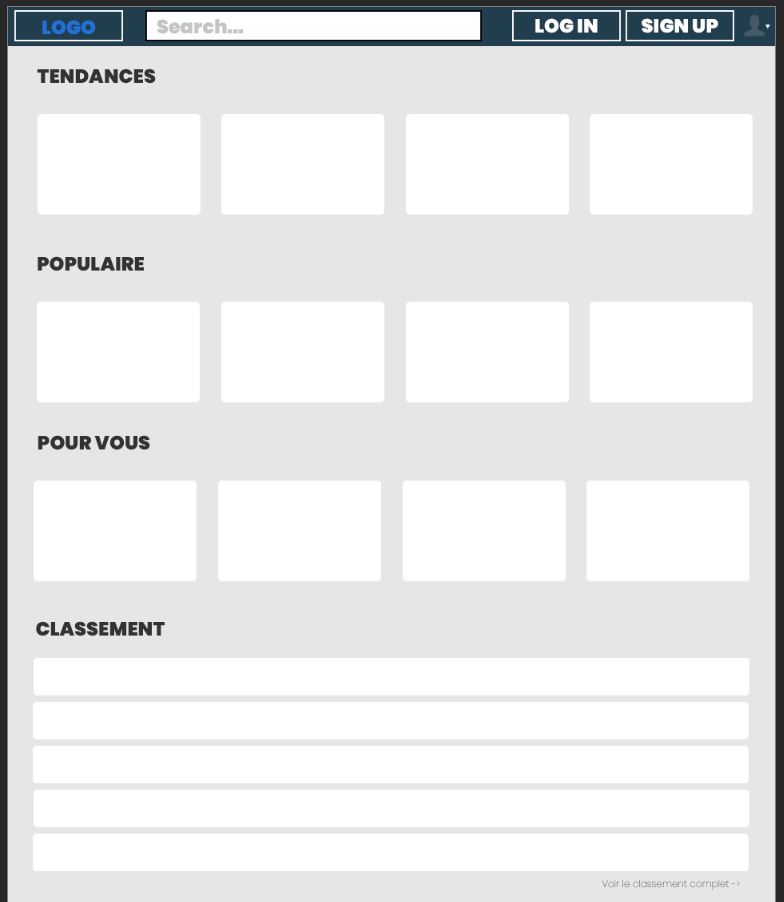 LOGO
Search...
LOG IN
SIGN UP
TENDANCES
POPULAIRE
POUR VOUS
CLASSEMENT
Voir le classement complet ->